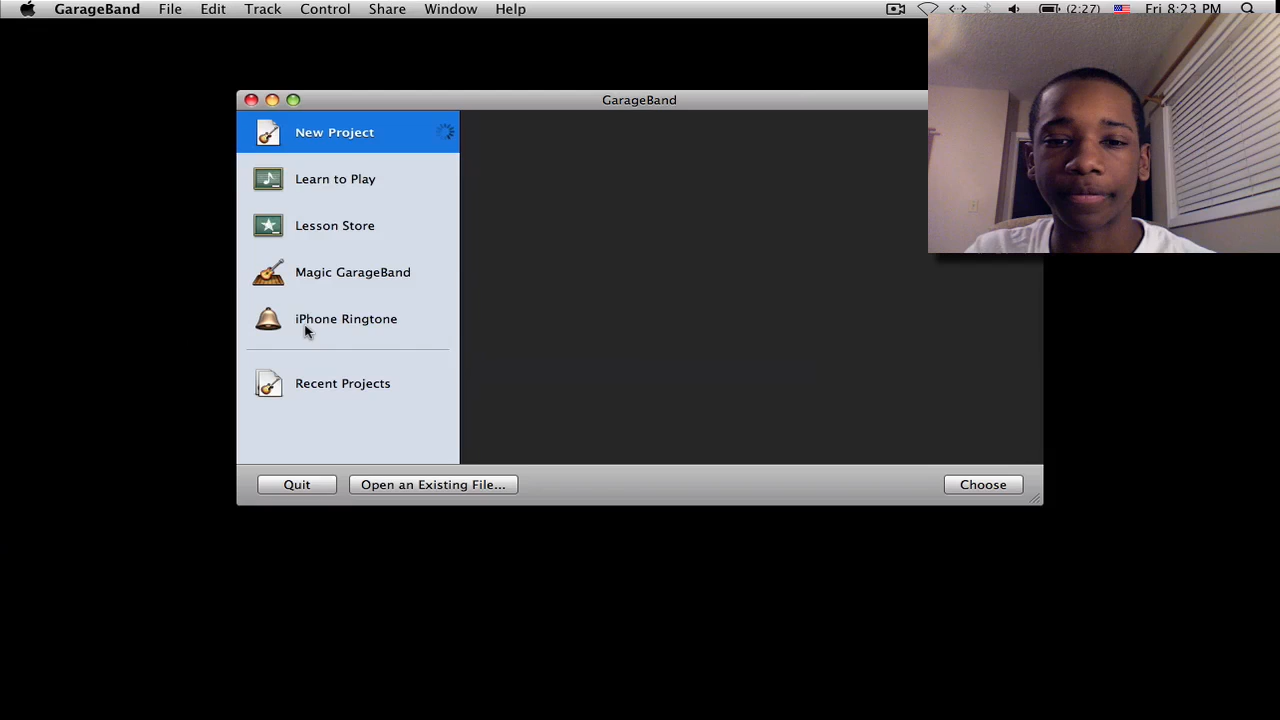 GarageBand File Edit Track Control Share Window Help (2:27) Fri 8:23 PM
GarageBand
New Project
Learn to Play
Lesson Store
Magic GarageBand
iPhone Ringtone
Recent Projects
Quit Open an Existing File... Choose